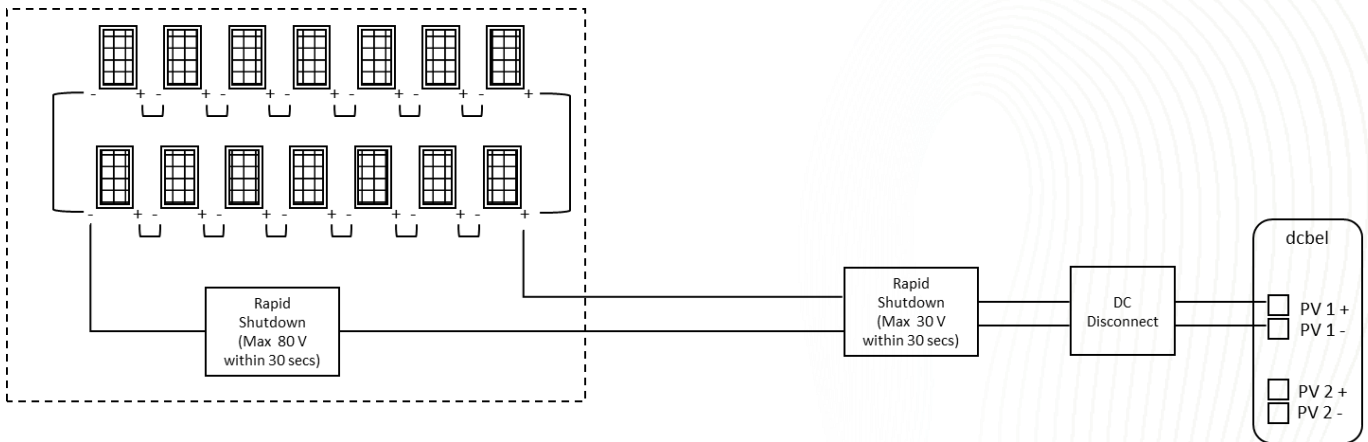 - + - + - + - + - + - + - +
- + - + - + - + - + - + - +
dcbel
Rapid
Shutdown
(Max 80 V
within 30 secs)
Rapid
Shutdown
(Max 30 V
within 30 secs)
DC
Disconnect
PV 1 +
PV 1 -
PV 2 +
PV 2 -